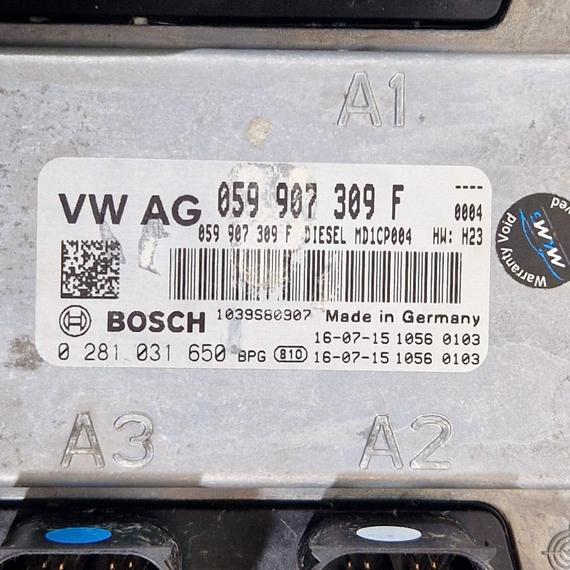 A1
VW AG 059 907 309 F ----
0004
059 907 309 F DIESEL MD1CP004 HW: H23
BOSCH 1039S80907 Made in Germany
16-07-15 1056 0103
0 281 031 650 BPG 810 16-07-15 1056 0103
Warranty Void
A3 A2